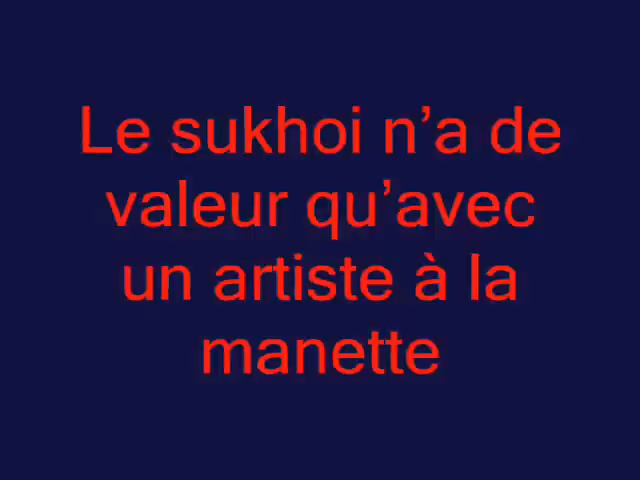 Le sukhoi n’a de
valeur qu’avec
un artiste à la
manette